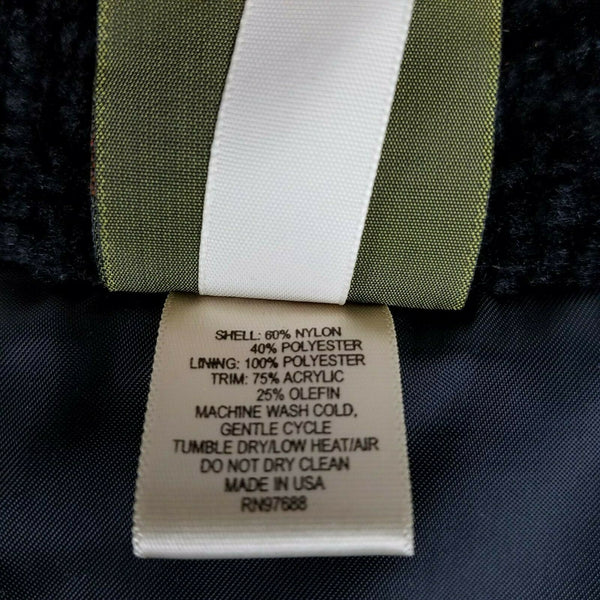 SHELL: 60% NYLON
40% POLYESTER
LINING: 100% POLYESTER
TRIM: 75% ACRYLIC
25% OLEFIN
MACHINE WASH COLD,
GENTLE CYCLE
TUMBLE DRY/LOW HEAT/AIR
DO NOT DRY CLEAN
MADE IN USA
RN97688